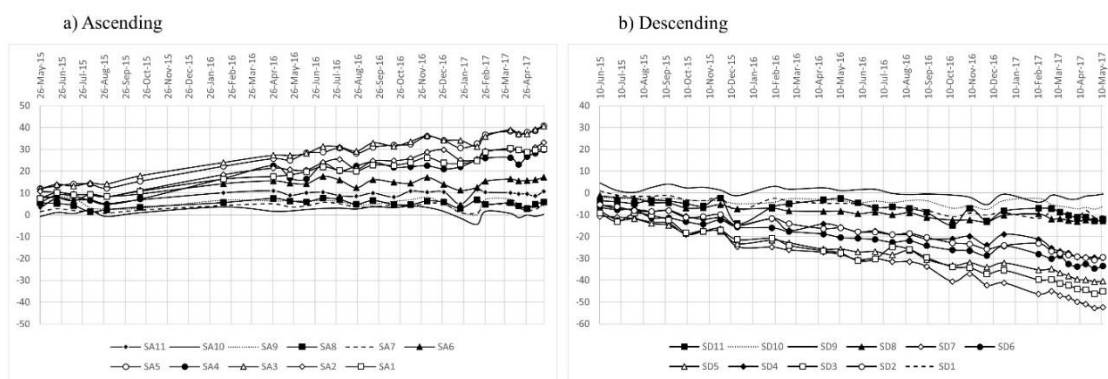 a) Ascending
b) Descending
26-May-15
26-Jun-15
26-Jul-15
26-Aug-15
26-Sep-15
26-Oct-15
26-Nov-15
26-Dec-15
26-Jan-16
26-Feb-16
26-Mar-16
26-Apr-16
26-May-16
26-Jun-16
26-Jul-16
26-Aug-16
26-Sep-16
26-Oct-16
26-Nov-16
26-Dec-16
26-Jan-17
26-Feb-17
26-Mar-17
26-Apr-17
50
40
30
20
10
0
-10
-20
-30
-40
-50
-60
SA11 SA10 SA9 SA8 SA7 SA6
SA5 SA4 SA3 SA2 SA1
10-Jun-15
10-Jul-15
10-Aug-15
10-Sep-15
10-Oct-15
10-Nov-15
10-Dec-15
10-Jan-16
10-Feb-16
10-Mar-16
10-Apr-16
10-May-16
10-Jun-16
10-Jul-16
10-Aug-16
10-Sep-16
10-Oct-16
10-Nov-16
10-Dec-16
10-Jan-17
10-Feb-17
10-Mar-17
10-Apr-17
10-May-17
50
40
30
20
10
0
-10
-20
-30
-40
-50
-60
SD11 SD10 SD9 SD8 SD7 SD6
SD5 SD4 SD3 SD2 SD1